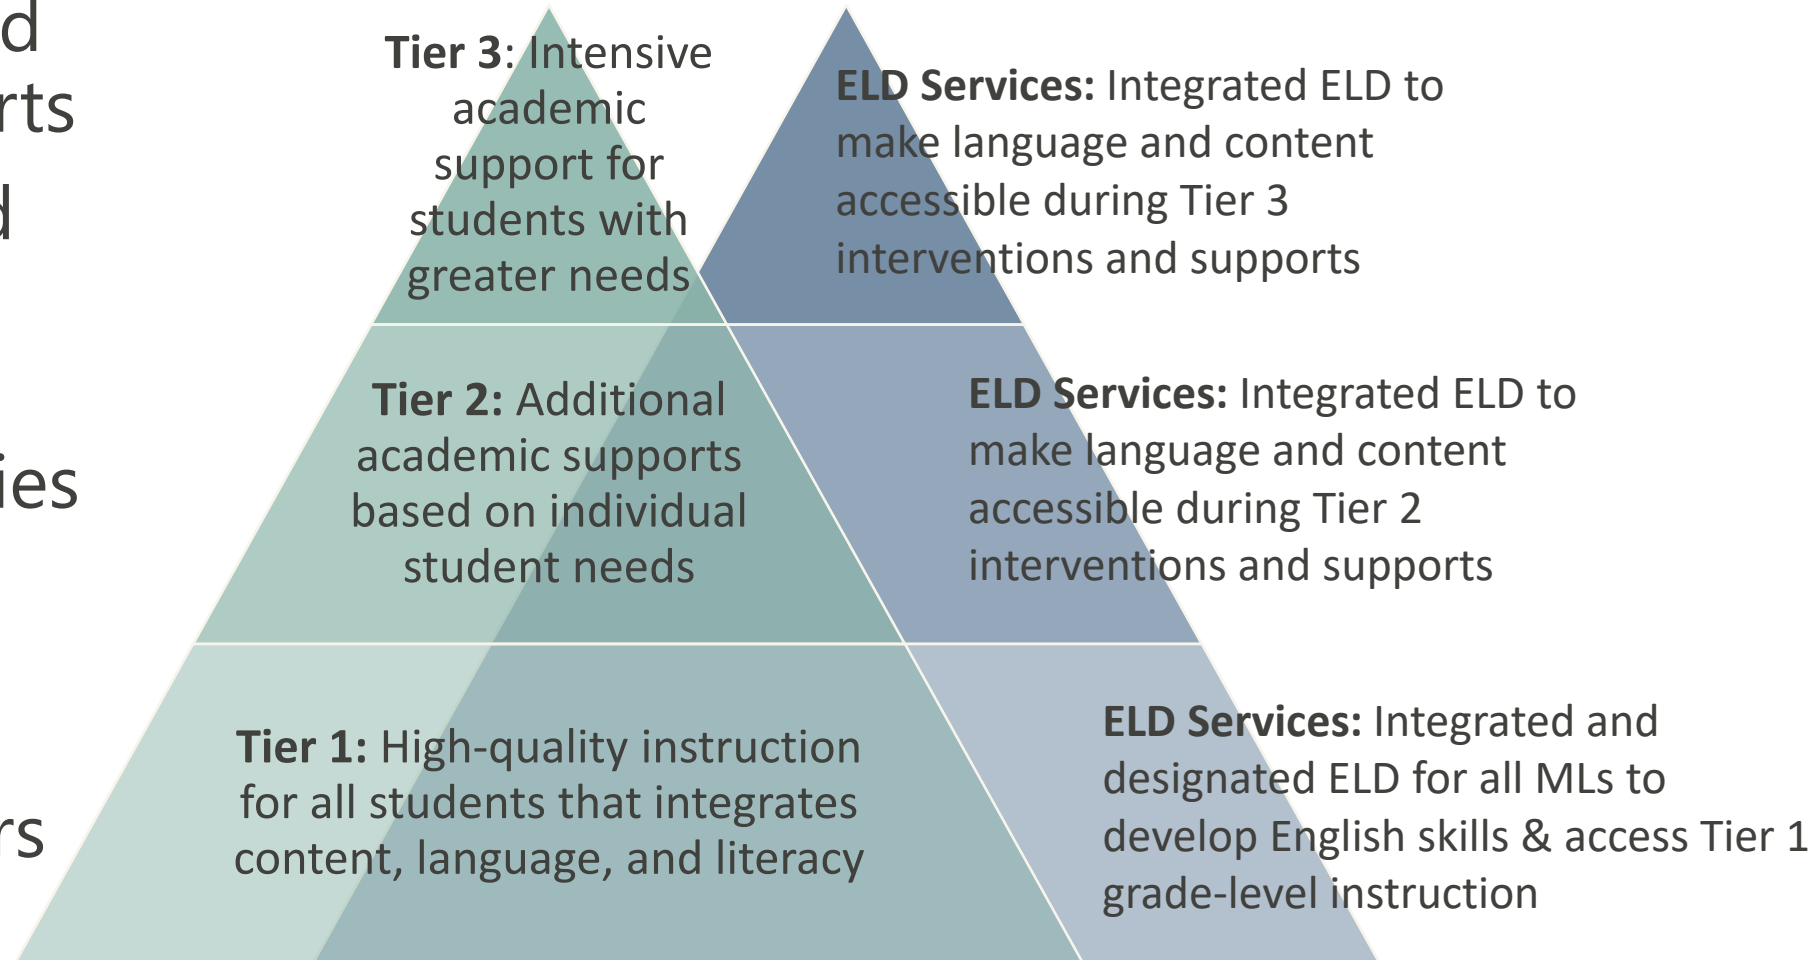 Tier 3: Intensive
academic
support for
students with
greater needs
ELD Services: Integrated ELD to
make language and content
accessible during Tier 3
interventions and supports
Tier 2: Additional
academic supports
based on individual
student needs
ELD Services: Integrated ELD to
make language and content
accessible during Tier 2
interventions and supports
Tier 1: High-quality instruction
for all students that integrates
content, language, and literacy
ELD Services: Integrated and
designated ELD for all MLs to
develop English skills & access Tier 1
grade-level instruction